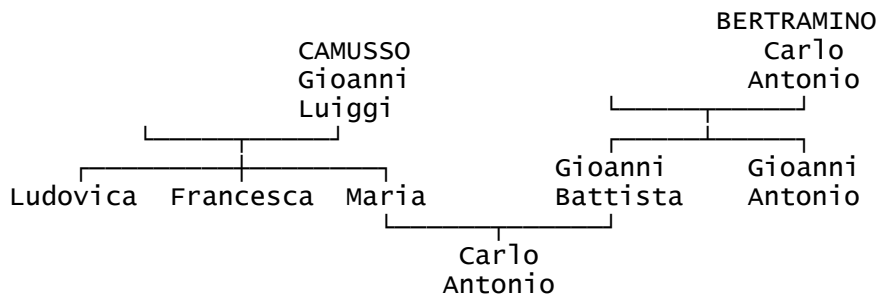 BERTRAMINO
CAMUSSO Carlo
Gioanni Antonio
Luiggi
Gioanni Gioanni
Ludovica Francesca Maria Battista Antonio
Carlo
Antonio